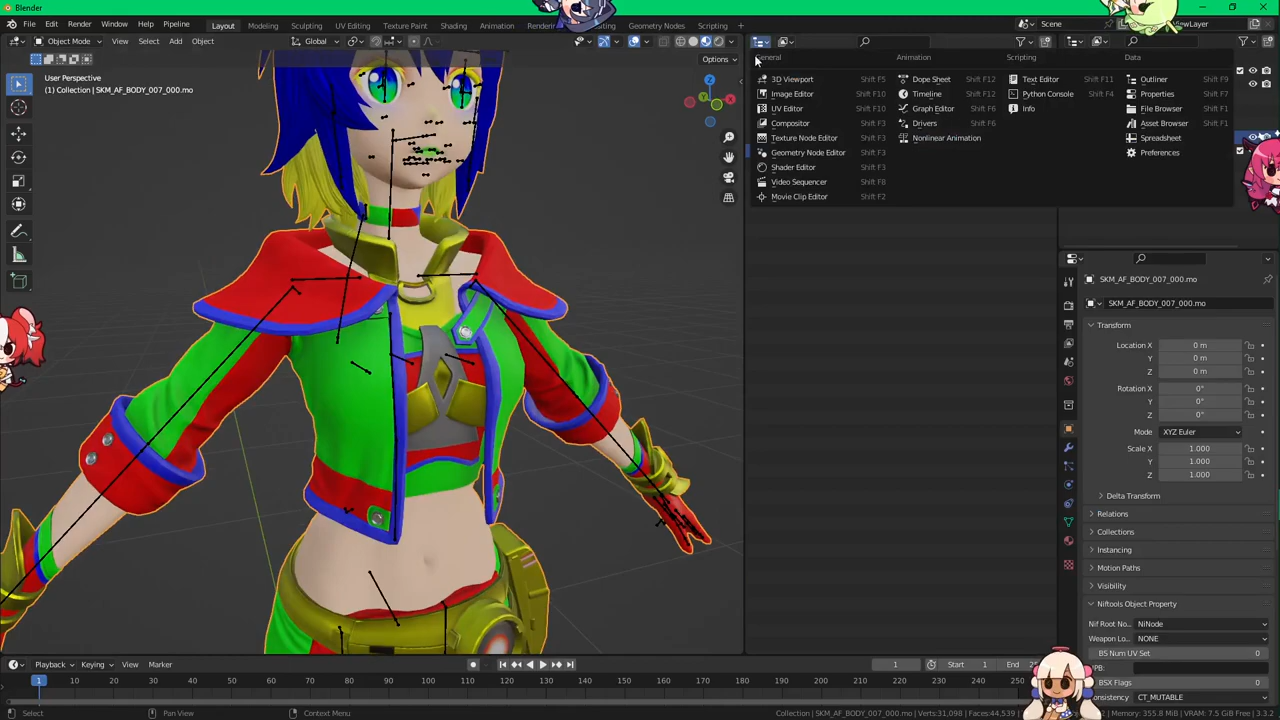 Blender
File Edit Render Window Help Pipeline
Layout Modeling Sculpting UV Editing Texture Paint Shading Animation Geometry Nodes Scripting
Scene
ViewLayer
Object Mode View Select Add Object
Global
Options
User Perspective
(1) Collection | SKM_AF_BODY_007_000.mo
General
3D Viewport Shift F5
Image Editor Shift F10
UV Editor Shift F10
Compositor Shift F3
Texture Node Editor Shift F3
Geometry Node Editor Shift F3
Shader Editor Shift F3
Video Sequencer Shift F8
Movie Clip Editor Shift F2
Animation
Dope Sheet Shift F12
Timeline Shift F12
Graph Editor Shift F6
Drivers Shift F6
Nonlinear Animation
Scripting
Text Editor Shift F11
Python Console Shift F4
Info
Data
Outliner Shift F9
Properties Shift F7
File Browser Shift F1
Asset Browser Shift F1
Spreadsheet
Preferences
Z
X
SKM_AF_BODY_007_000.mo
SKM_AF_BODY_007_000.mo
Transform
Location X 0 m
Y 0 m
Z 0 m
Rotation X 0°
Y 0°
Z 0°
Mode XYZ Euler
Scale X 1.000
Y 1.000
Z 1.000
Delta Transform
Relations
Collections
Instancing
Motion Paths
Visibility
Niftools Object Property
Nif Root No... NiNode
Weapon Lo... NONE
BS Num UV Set 0
UPB:
BSX Flags 0
Consistency CT_MUTABLE
Playback Keying View Marker
1 Start 1 End
1 10 20 30 40 50 60 70 80 90 100 110 120 130 140 150 160 170 180 190 200 210 220 230 240 250
Select Pan View Context Menu
Collection | SKM_AF_BODY_007_000.mo | Verts:31,098 | Faces:44,539
Memory: 355.8 MiB | VRAM: 7.5 GiB Free | 3.3.2